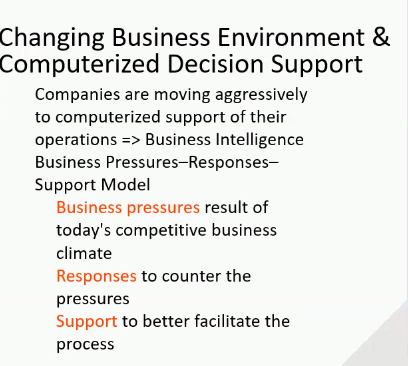 Changing Business Environment &
Computerized Decision Support
Companies are moving aggressively
to computerized support of their
operations => Business Intelligence
Business Pressures–Responses–
Support Model
Business pressures result of
today's competitive business
climate
Responses to counter the
pressures
Support to better facilitate the
process